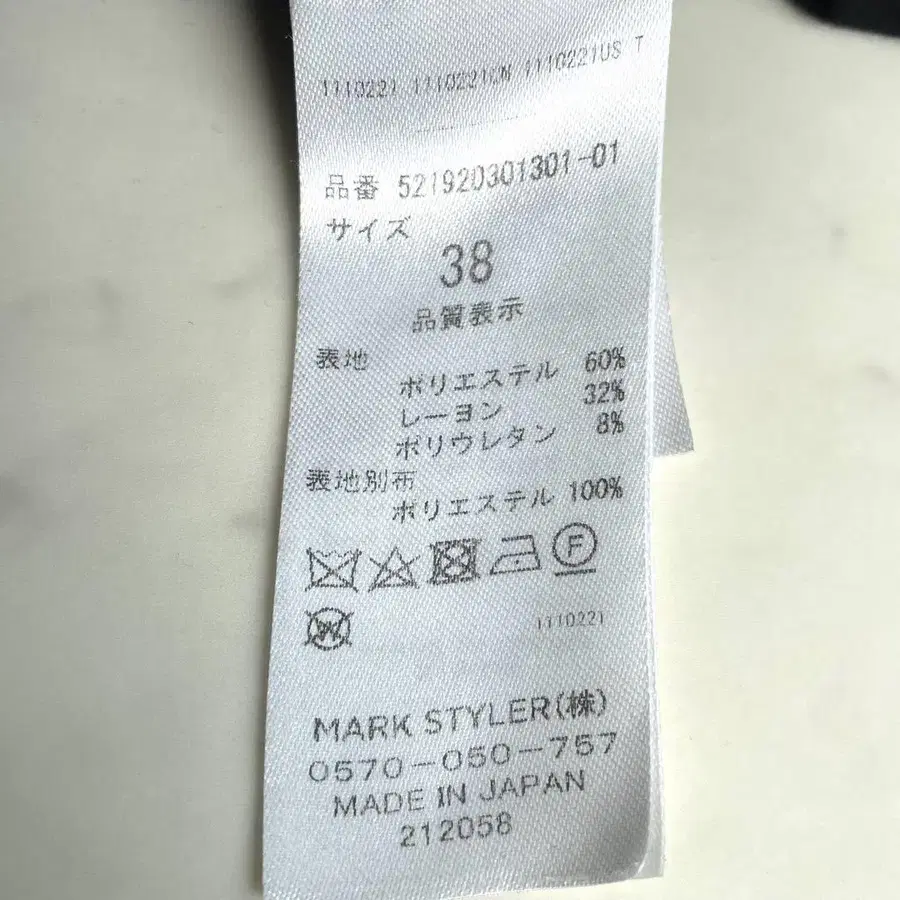 1110221 1110221CN 1110221US T
品番 521920301301-01
サイズ
38
品質表示
表地
ポリエステル 60%
レーヨン 32%
ポリウレタン 8%
表地別布
ポリエステル 100%
F
W
1110221
MARK STYLER(株)
0570-050-757
MADE IN JAPAN
212058